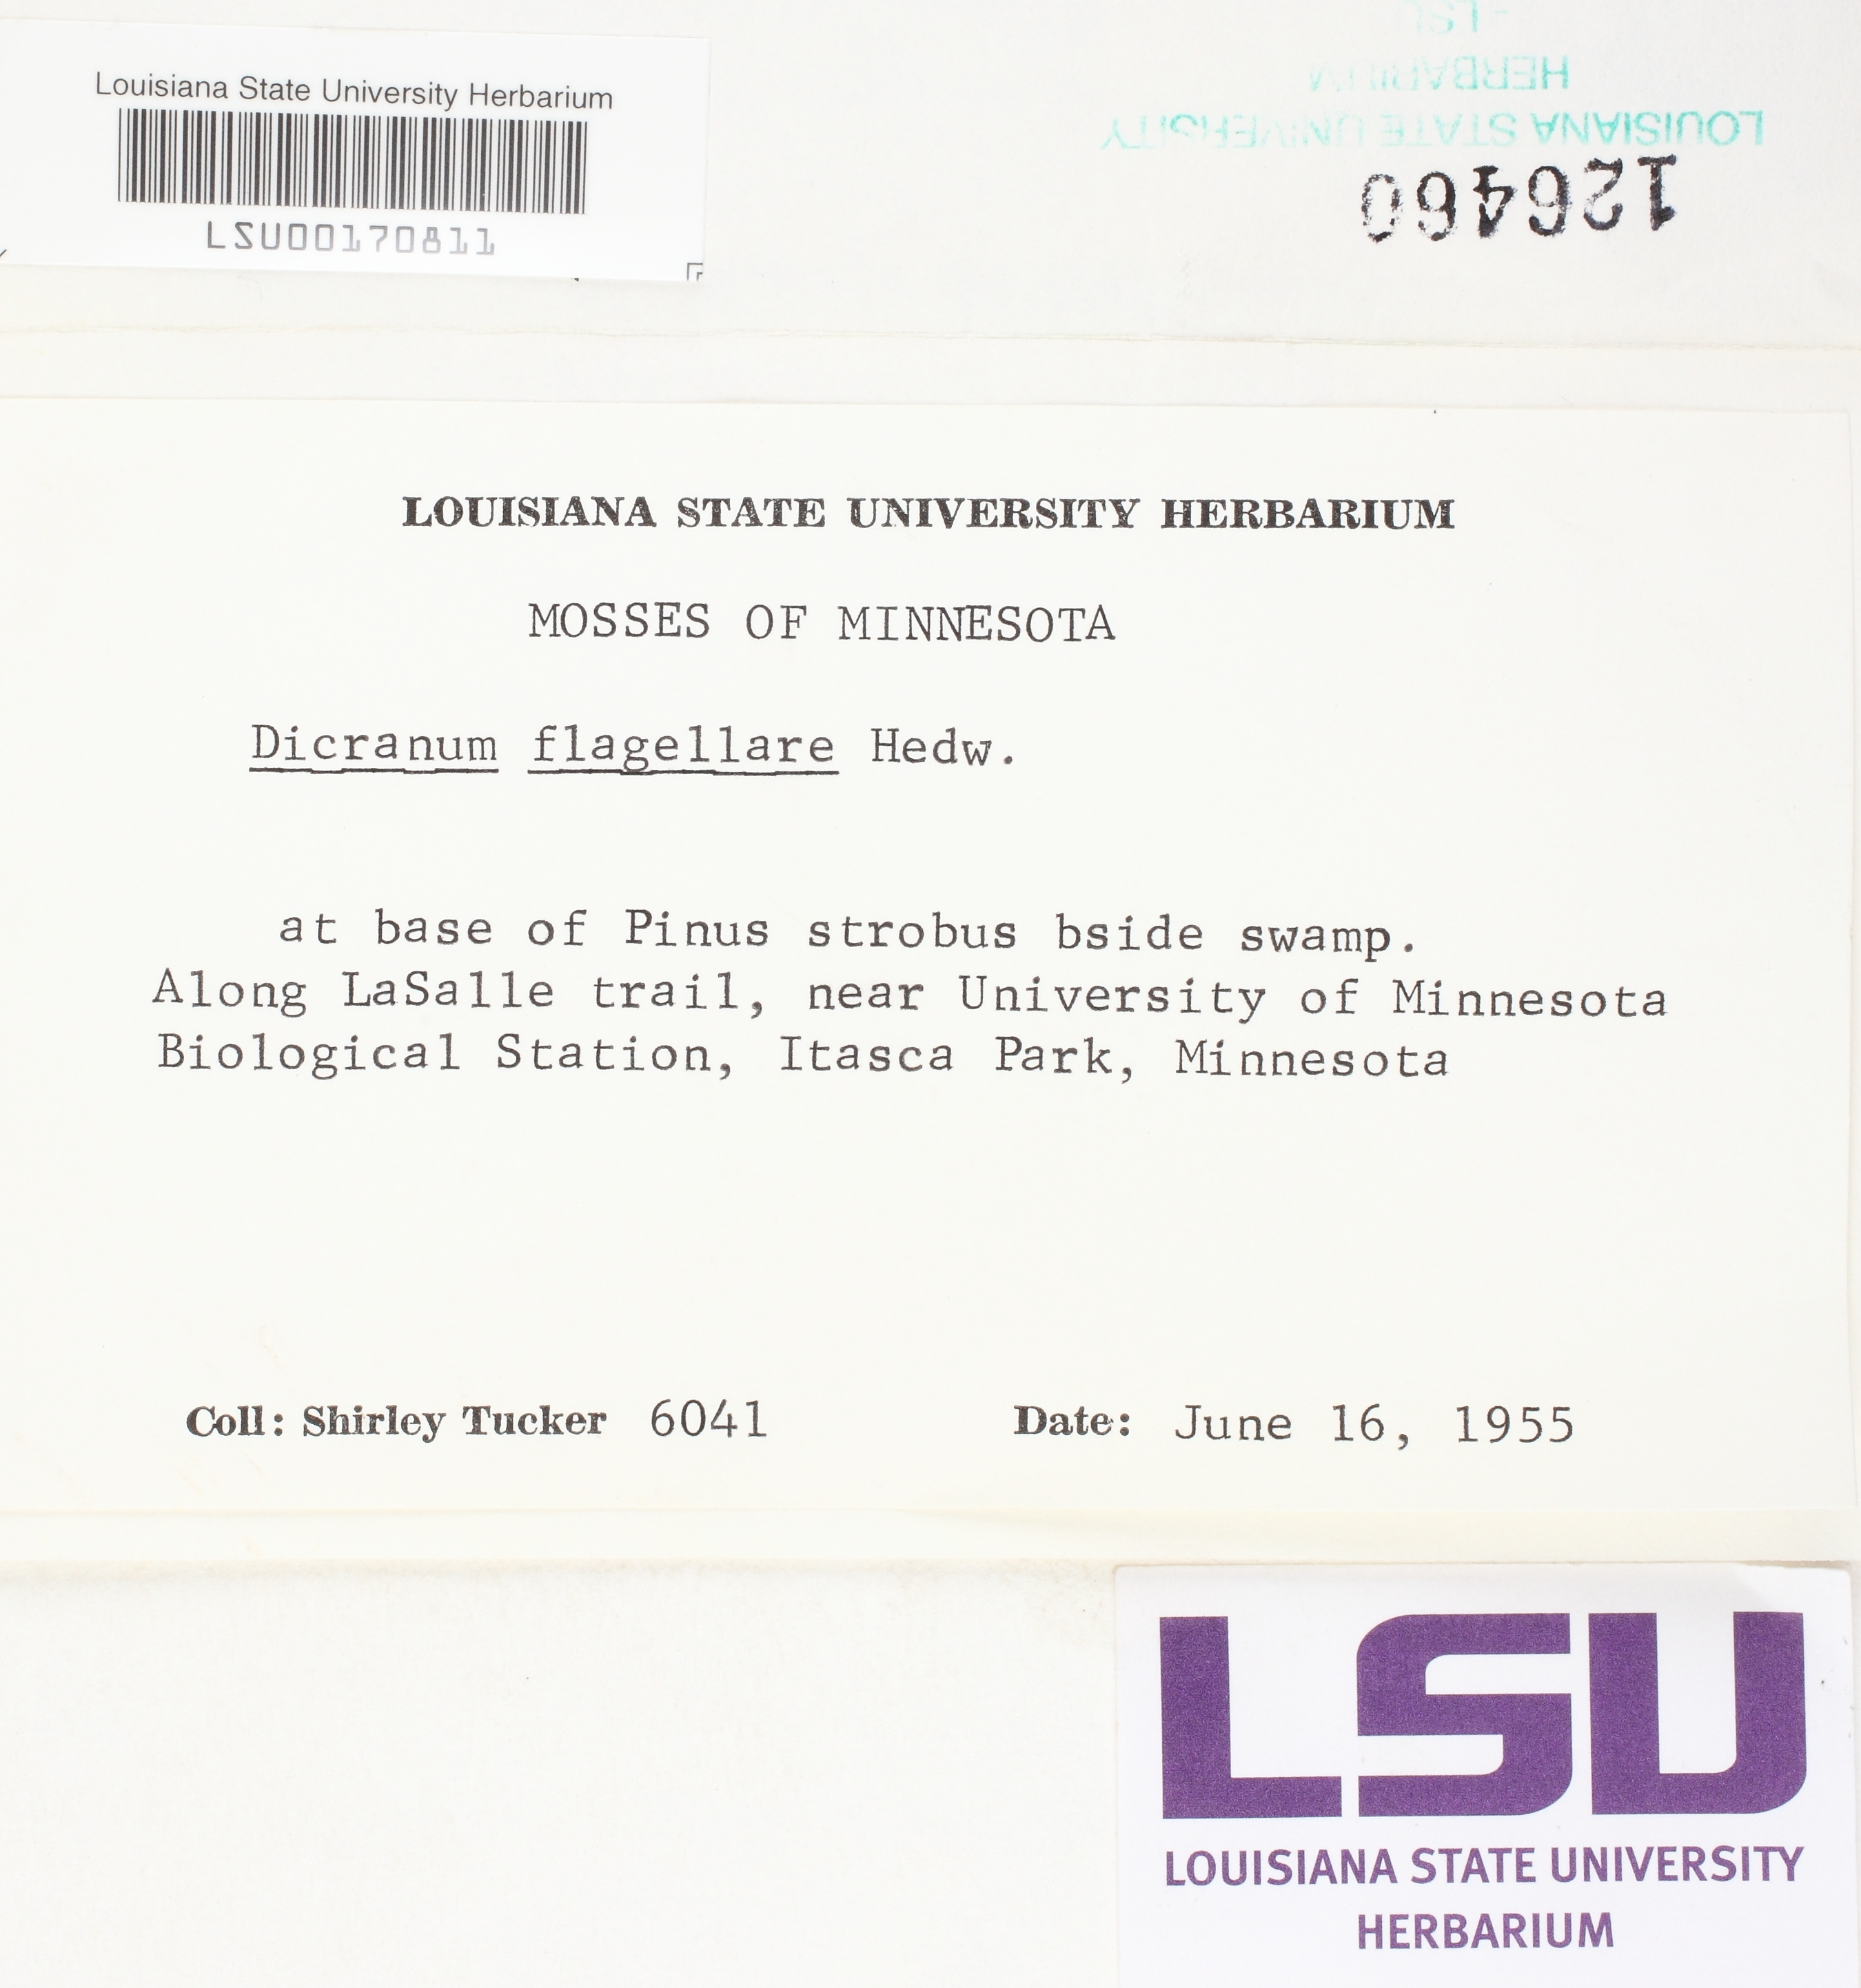 Louisiana State University Herbarium
LSU00170811
126460
LOUISIANA STATE UNIVERSITY
HERBARIUM
LSU-
LOUISIANA STATE UNIVERSITY HERBARIUM
MOSSES OF MINNESOTA
Dicranum flagellare Hedw.
at base of Pinus strobus bside swamp.
Along LaSalle trail, near University of Minnesota
Biological Station, Itasca Park, Minnesota
Coll: Shirley Tucker 6041 Date: June 16, 1955
LSU
LOUISIANA STATE UNIVERSITY
HERBARIUM